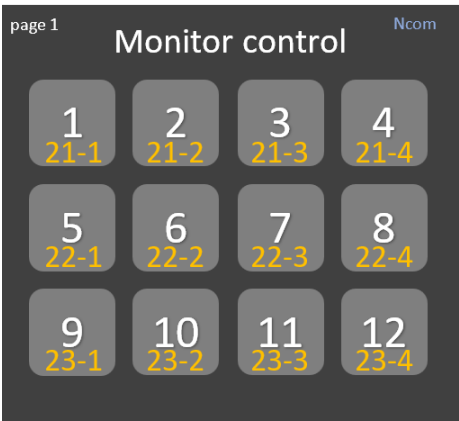 page 1
Ncom
Monitor control
1 2 3 4
21-1 21-2 21-3 21-4
5 6 7 8
22-1 22-2 22-3 22-4
9 10 11 12
23-1 23-2 23-3 23-4